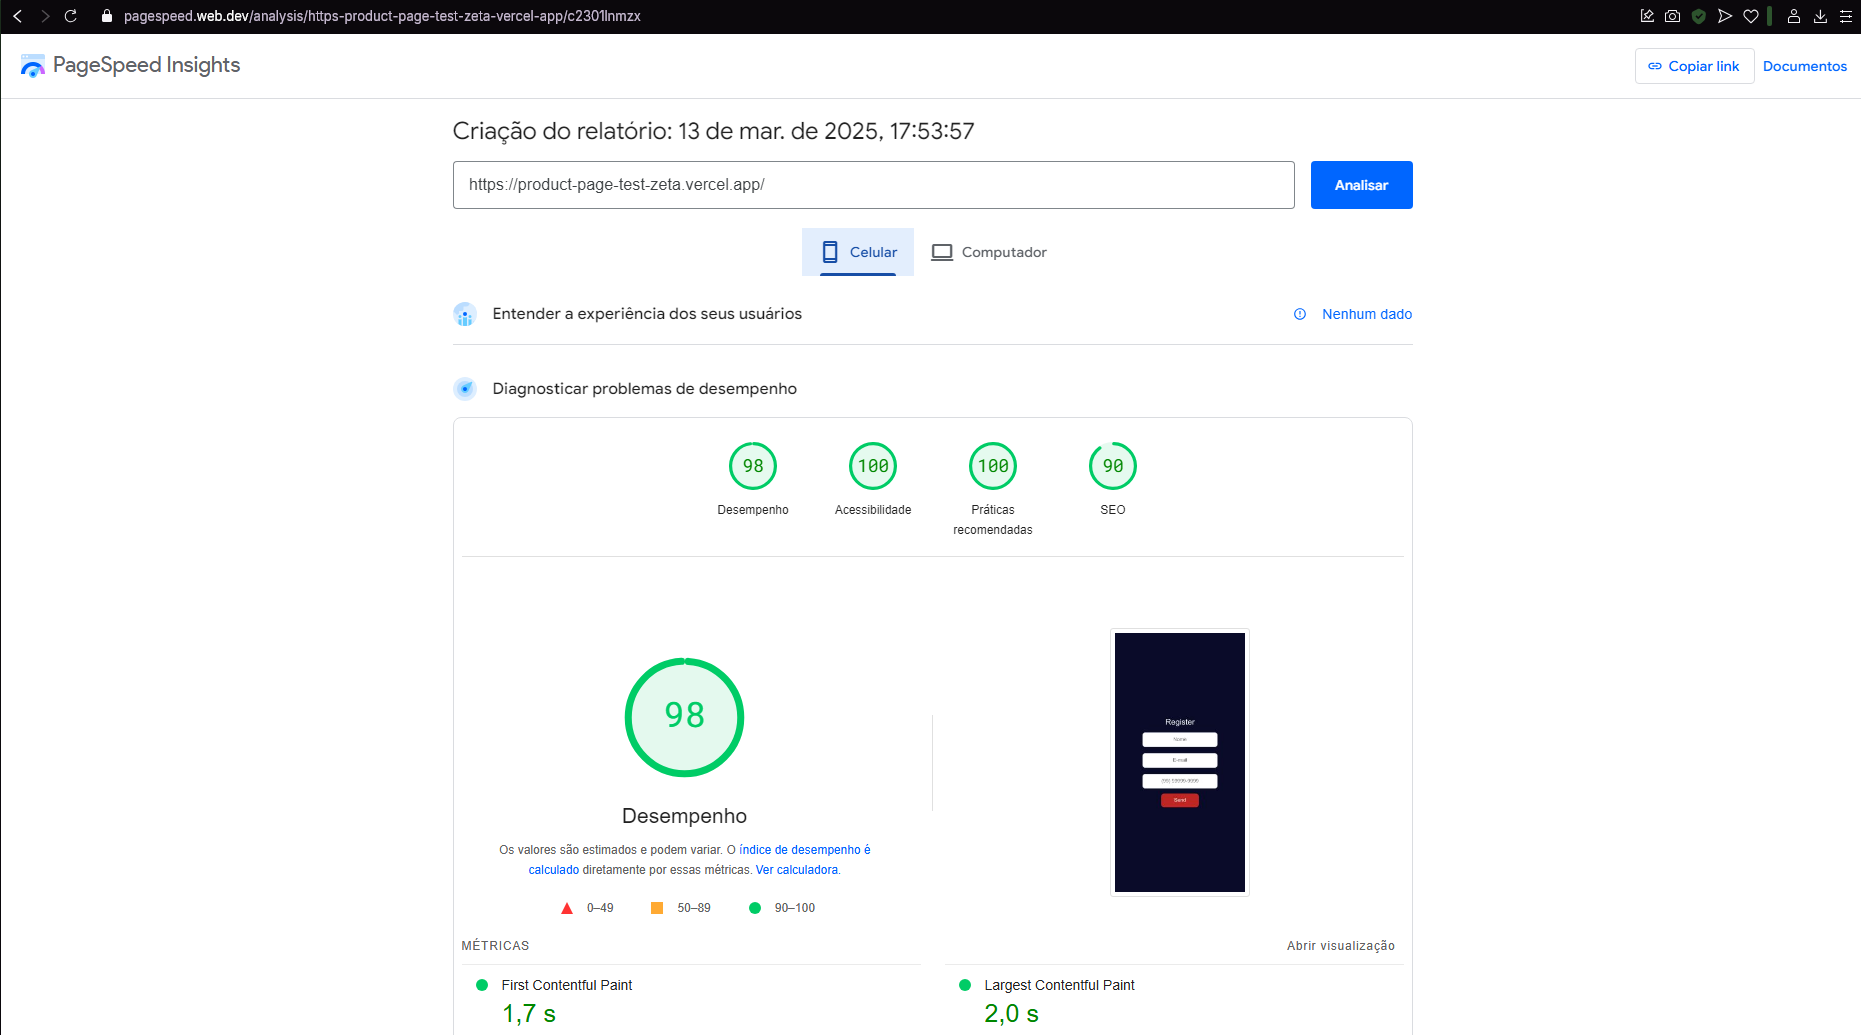 pagespeed.web.dev/analysis/https-product-page-test-zeta-vercel-app/c2301lnmzx
PageSpeed Insights
Copiar link
Documentos
Criação do relatório: 13 de mar. de 2025, 17:53:57
https://product-page-test-zeta.vercel.app/
Analisar
Celular
Computador
Entender a experiência dos seus usuários
Nenhum dado
Diagnosticar problemas de desempenho
98
100
100
90
Desempenho
Acessibilidade
Práticas
recomendadas
SEO
98
Desempenho
Os valores são estimados e podem variar. O índice de desempenho é
calculado diretamente por essas métricas. Ver calculadora.
0–49
50–89
90–100
Register
Nome
E-mail
Send
MÉTRICAS
Abrir visualização
First Contentful Paint
1,7 s
Largest Contentful Paint
2,0 s